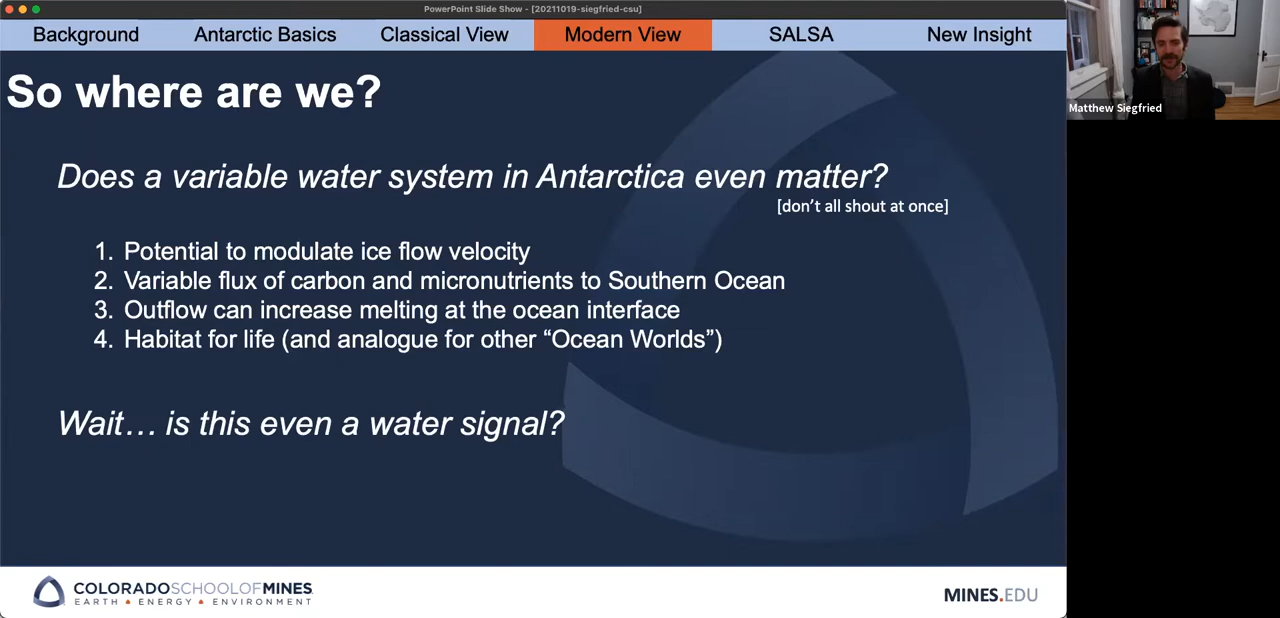 PowerPoint Slide Show - [20211019-siegfried-csu]
Background Antarctic Basics Classical View Modern View SALSA New Insight
So where are we?
Does a variable water system in Antarctica even matter?
[don’t all shout at once]
1. Potential to modulate ice flow velocity
2. Variable flux of carbon and micronutrients to Southern Ocean
3. Outflow can increase melting at the ocean interface
4. Habitat for life (and analogue for other “Ocean Worlds”)
Wait… is this even a water signal?
COLORADOSCHOOLOFMINES
EARTH • ENERGY • ENVIRONMENT
MINES.EDU
Matthew Siegfried